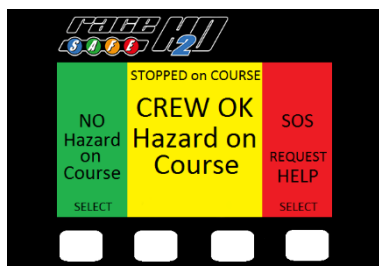 race H2O
SAFE
STOPPED on COURSE
NO
Hazard
on
Course
SELECT
CREW OK
Hazard on
Course
SOS
REQUEST
HELP
SELECT